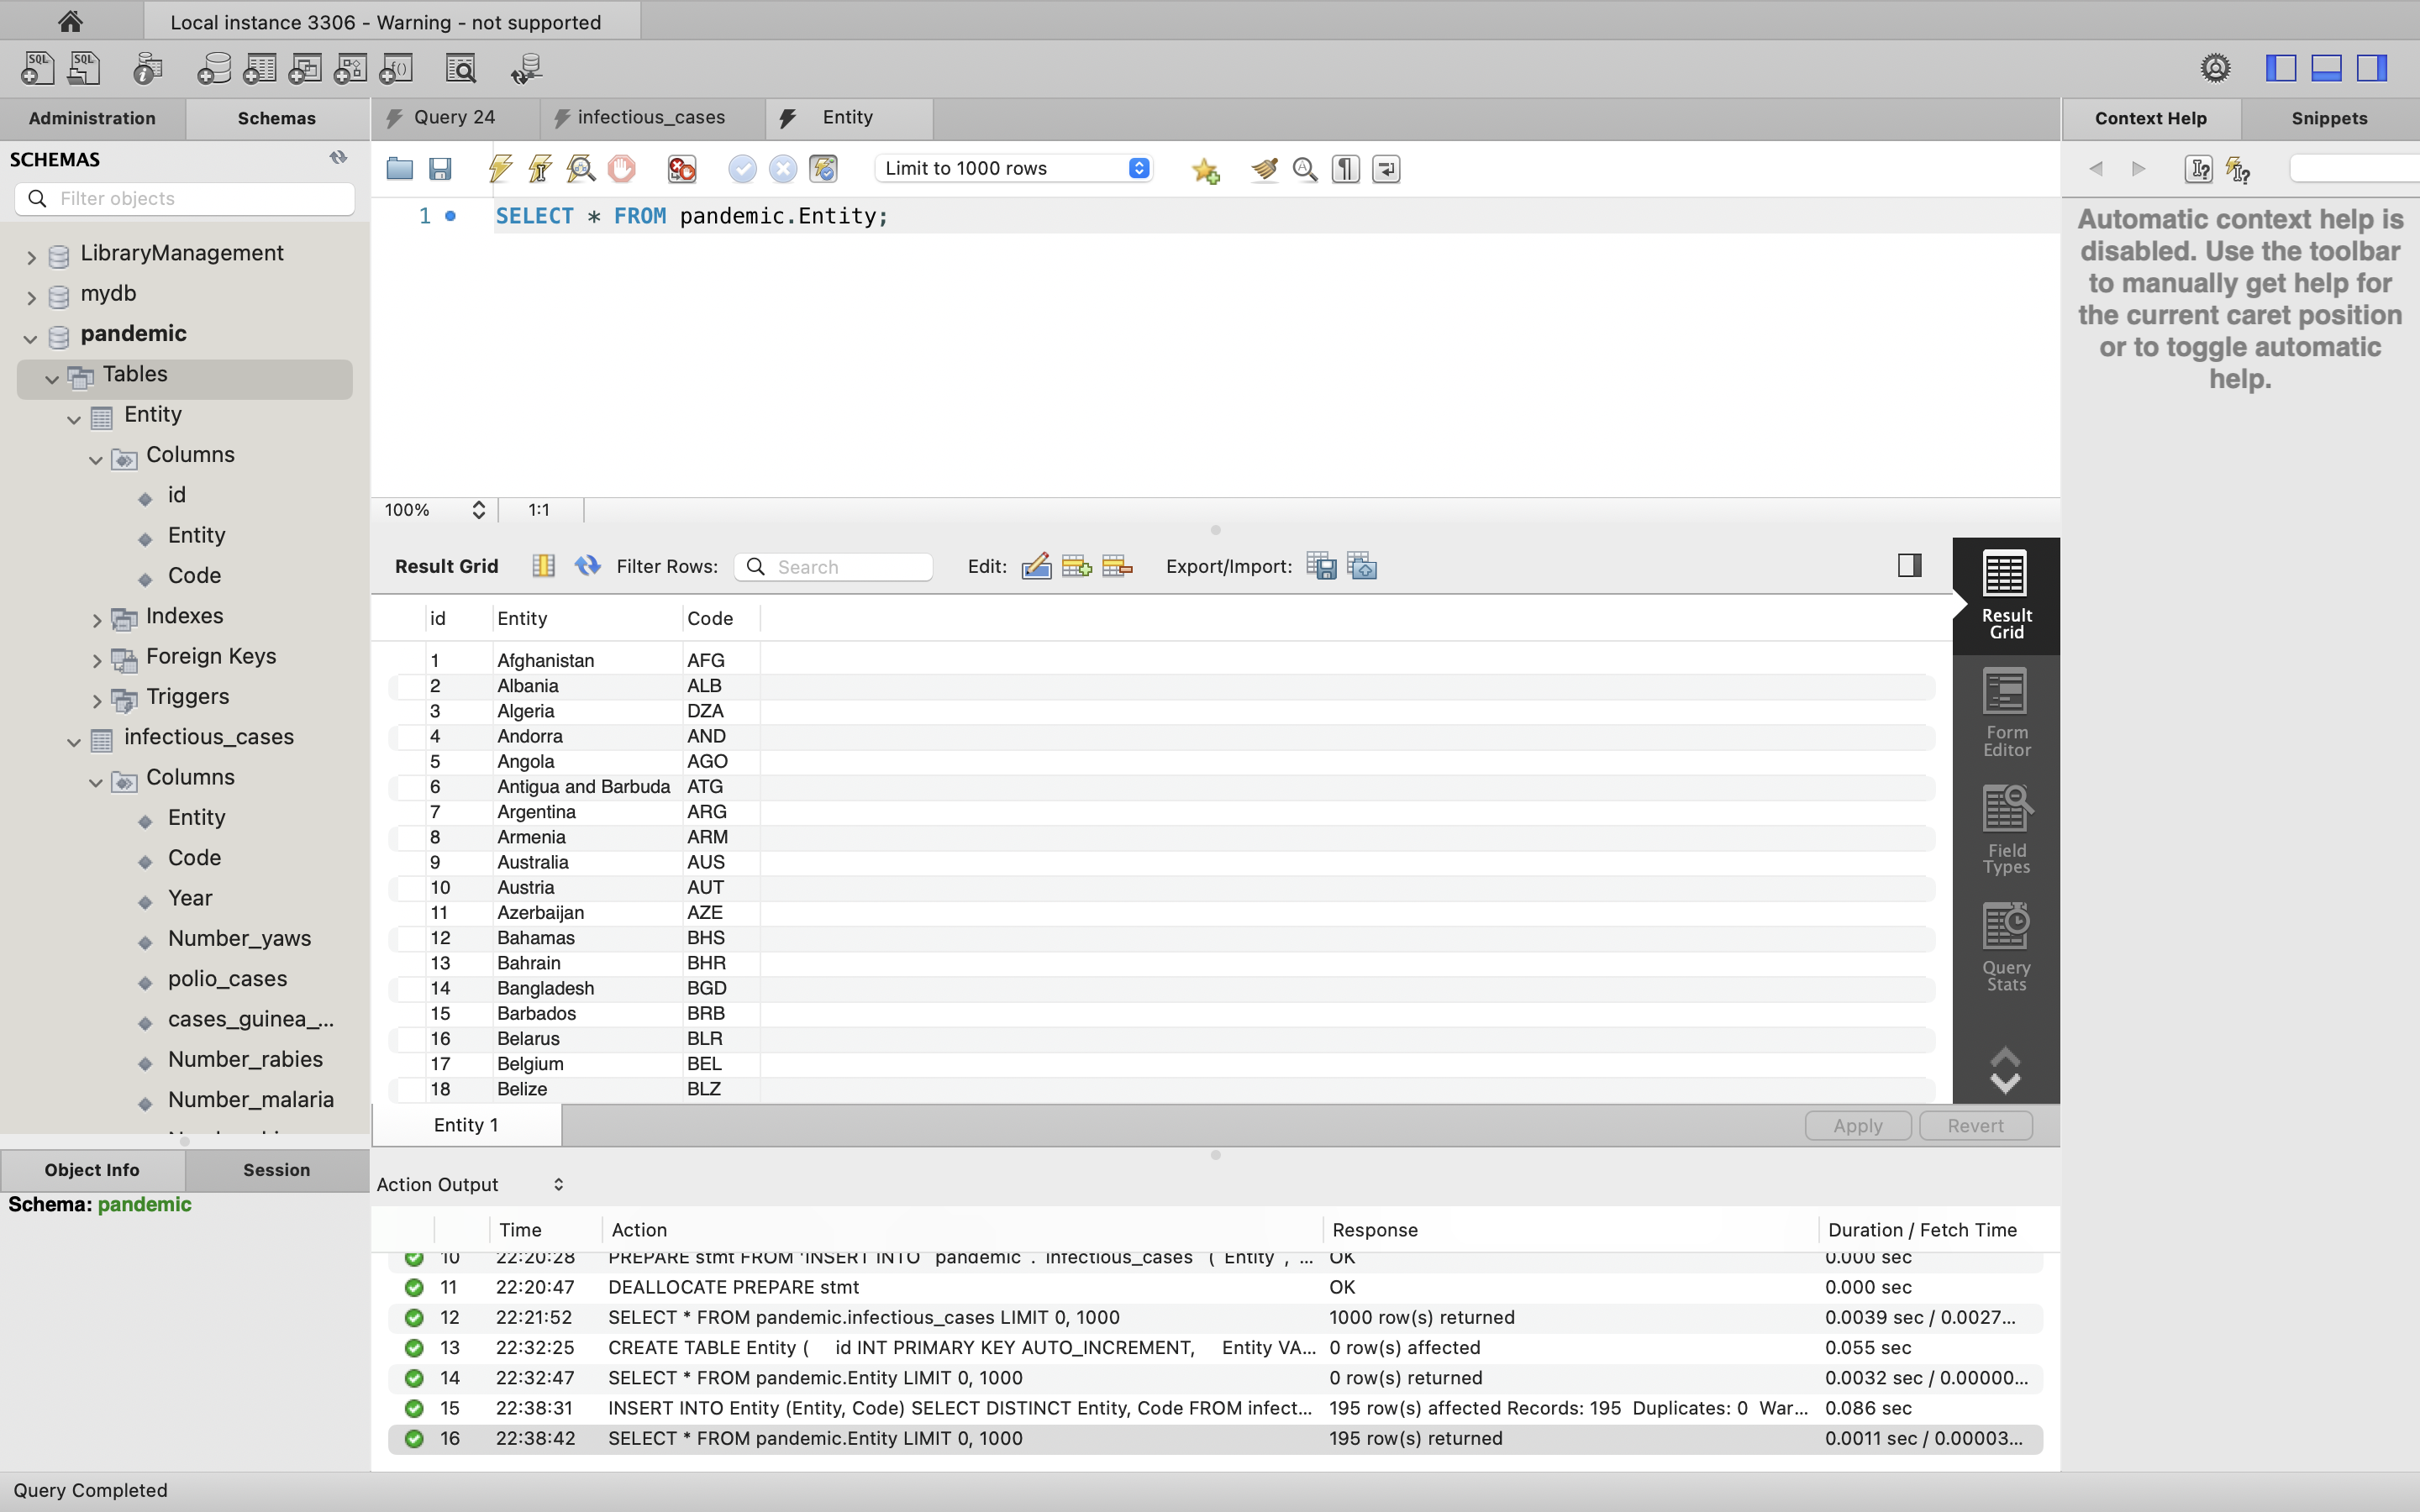 Local instance 3306 - Warning - not supported
Administration
Schemas
Query 24
infectious_cases
Entity
Context Help
Snippets
SCHEMAS
Filter objects
Limit to 1000 rows
1
SELECT * FROM pandemic.Entity;
Automatic context help is
disabled. Use the toolbar
to manually get help for
the current caret position
or to toggle automatic
help.
LibraryManagement
mydb
pandemic
Tables
Entity
Columns
id
Entity
Code
Indexes
Foreign Keys
Triggers
infectious_cases
Columns
Entity
Code
Year
Number_yaws
polio_cases
cases_guinea_...
Number_rabies
Number_malaria
100%
1:1
Result Grid
Filter Rows:
Search
Edit:
Export/Import:
id Entity Code
1 Afghanistan AFG
2 Albania ALB
3 Algeria DZA
4 Andorra AND
5 Angola AGO
6 Antigua and Barbuda ATG
7 Argentina ARG
8 Armenia ARM
9 Australia AUS
10 Austria AUT
11 Azerbaijan AZE
12 Bahamas BHS
13 Bahrain BHR
14 Bangladesh BGD
15 Barbados BRB
16 Belarus BLR
17 Belgium BEL
18 Belize BLZ
Result
Grid
Form
Editor
Field
Types
Query
Stats
Entity 1
Apply
Revert
Object Info
Session
Schema: pandemic
Action Output
Time Action Response Duration / Fetch Time
10 22:20:28 PREPARE stmt FROM 'INSERT INTO `pandemic`.`infectious_cases` (`Entity`, ... OK 0.000 sec
11 22:20:47 DEALLOCATE PREPARE stmt OK 0.000 sec
12 22:21:52 SELECT * FROM pandemic.infectious_cases LIMIT 0, 1000 1000 row(s) returned 0.0039 sec / 0.0027...
13 22:32:25 CREATE TABLE Entity ( id INT PRIMARY KEY AUTO_INCREMENT, Entity VA... 0 row(s) affected 0.055 sec
14 22:32:47 SELECT * FROM pandemic.Entity LIMIT 0, 1000 0 row(s) returned 0.0032 sec / 0.00000...
15 22:38:31 INSERT INTO Entity (Entity, Code) SELECT DISTINCT Entity, Code FROM infect... 195 row(s) affected Records: 195 Duplicates: 0 War... 0.086 sec
16 22:38:42 SELECT * FROM pandemic.Entity LIMIT 0, 1000 195 row(s) returned 0.0011 sec / 0.00003...
Query Completed